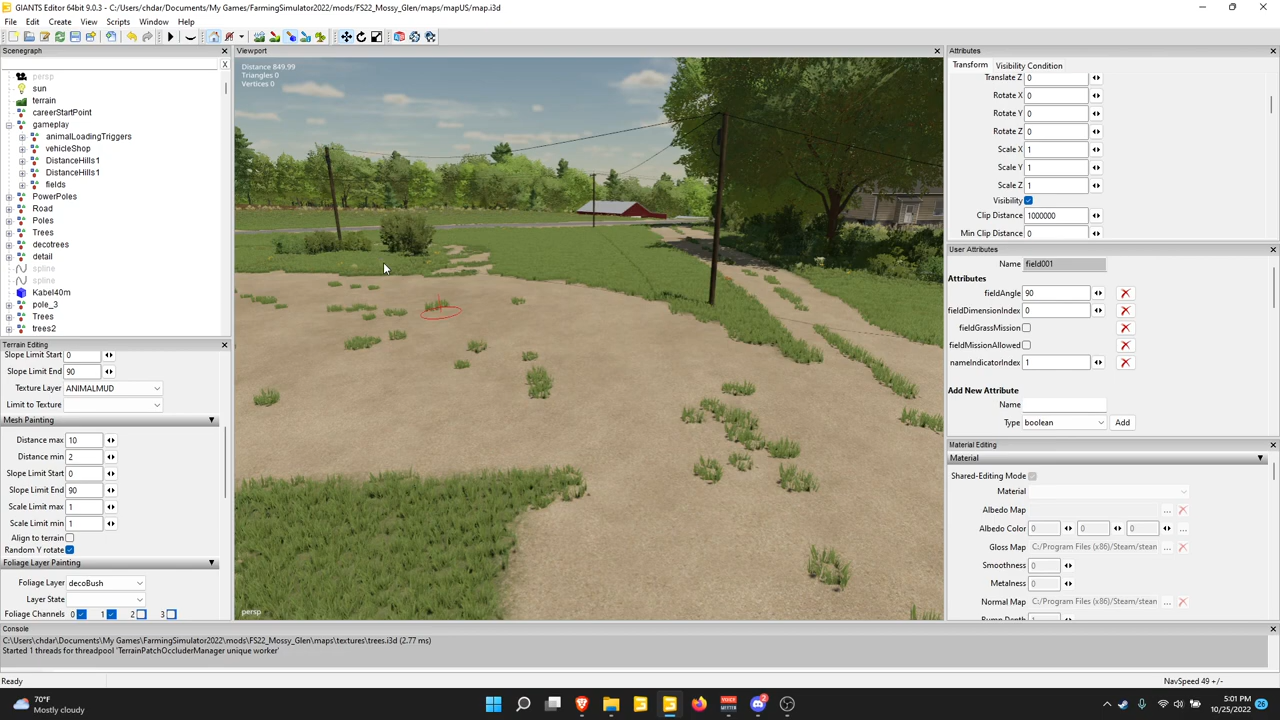 GIANTS Editor 64bit - v9.0.3 - C:/Users/chdar/Documents/My Games/FarmingSimulator2022/mods/FS22_Mossy_Glen/maps/mapUS/map.i3d
File Edit Create View Scripts Window Help
Scenegraph
X
persp
sun
terrain
careerStartPoint
gameplay
animalLoadingTriggers
vehicleShop
DistanceHills1
DistanceHills1
fields
PowerPoles
Road
Poles
Trees
decotrees
detail
spline
spline
Kabel40m
pole_3
Trees
trees2
Terrain Editing
Slope Limit Start 0
Slope Limit End 90
Texture Layer ANIMALMUD
Limit to Texture
Mesh Painting
Distance max 10
Distance min 2
Slope Limit Start 0
Slope Limit End 90
Scale Limit max 1
Scale Limit min 1
Align to terrain
Random Y rotate
Foliage Layer Painting
Foliage Layer decoBush
Layer State
Foliage Channels 0 1 2 3
Viewport
Distance 849.99
Triangles 0
Vertices 0
persp
Attributes
Transform Visibility Condition
Translate Z 0
Rotate X 0
Rotate Y 0
Rotate Z 0
Scale X 1
Scale Y 1
Scale Z 1
Visibility
Clip Distance 1000000
Min Clip Distance 0
User Attributes
Name field001
Attributes
fieldAngle 90
fieldDimensionIndex 0
fieldGrassMission
fieldMissionAllowed
nameIndicatorIndex 1
Add New Attribute
Name
Type boolean Add
Material Editing
Material
Shared-Editing Mode
Material
Albedo Map ...
Albedo Color 0 0 0 ...
Gloss Map C:/Program Files (x86)/Steam/stean ...
Smoothness 0
Metalness 0
Normal Map C:/Program Files (x86)/Steam/stean ...
Bump Depth
Console
C:\Users\chdar\Documents\My Games\FarmingSimulator2022\mods\FS22_Mossy_Glen\maps\textures\trees.i3d (2.77 ms)
Started 1 threads for threadpool 'TerrainPatchOccluderManager unique worker'
Ready
NavSpeed 49 +/-
70°F
Mostly cloudy
5:01 PM
10/25/2022
26